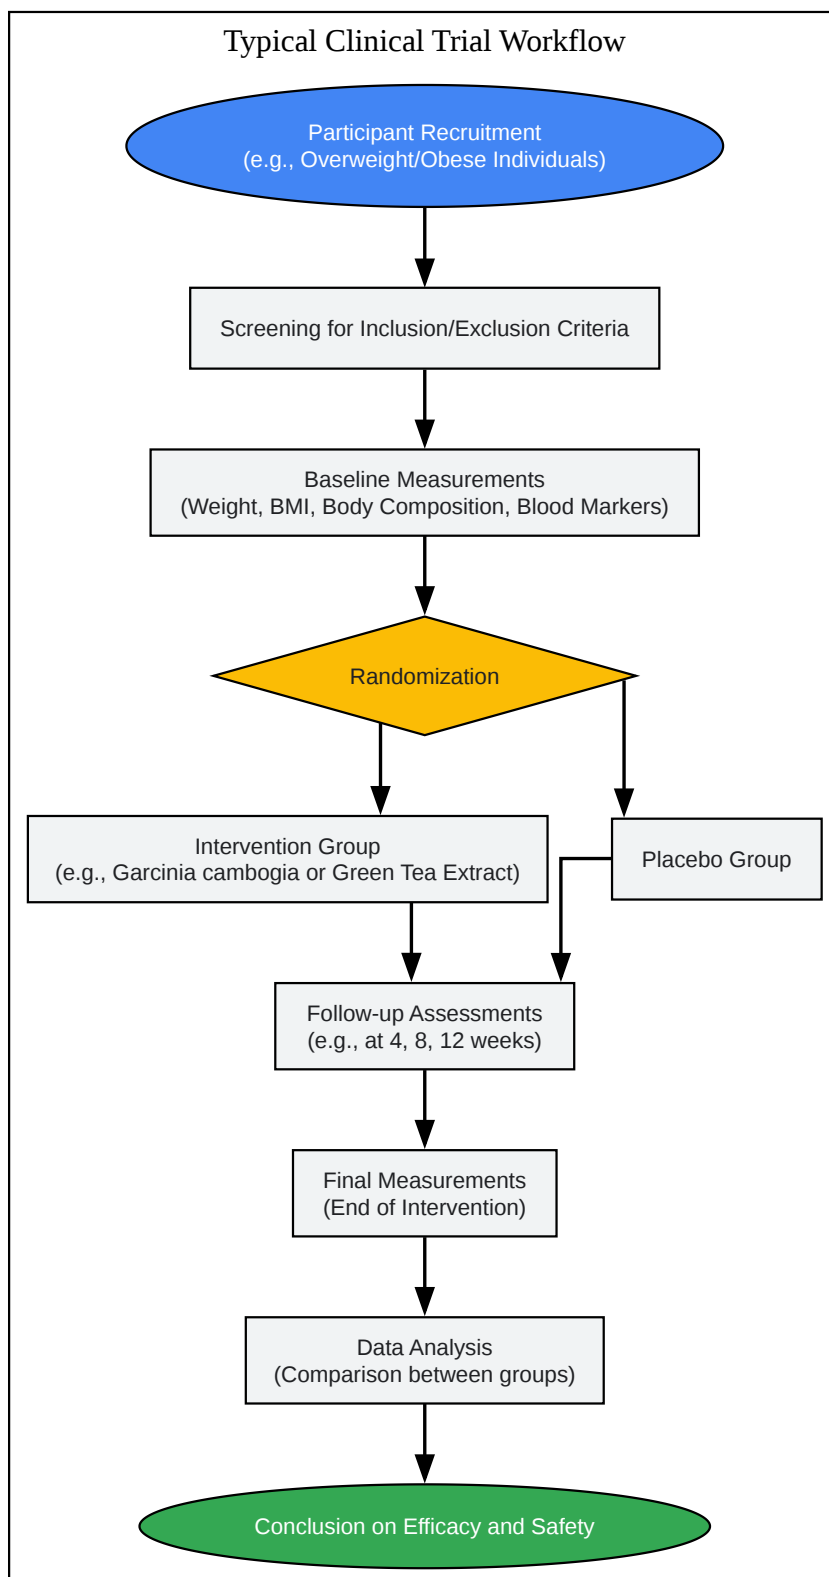 Typical Clinical Trial Workflow
Participant Recruitment
(e.g., Overweight/Obese Individuals)
Screening for Inclusion/Exclusion Criteria
Baseline Measurements
(Weight, BMI, Body Composition, Blood Markers)
Randomization
Intervention Group
(e.g., Garcinia cambogia or Green Tea Extract)
Placebo Group
Follow-up Assessments
(e.g., at 4, 8, 12 weeks)
Final Measurements
(End of Intervention)
Data Analysis
(Comparison between groups)
Conclusion on Efficacy and Safety